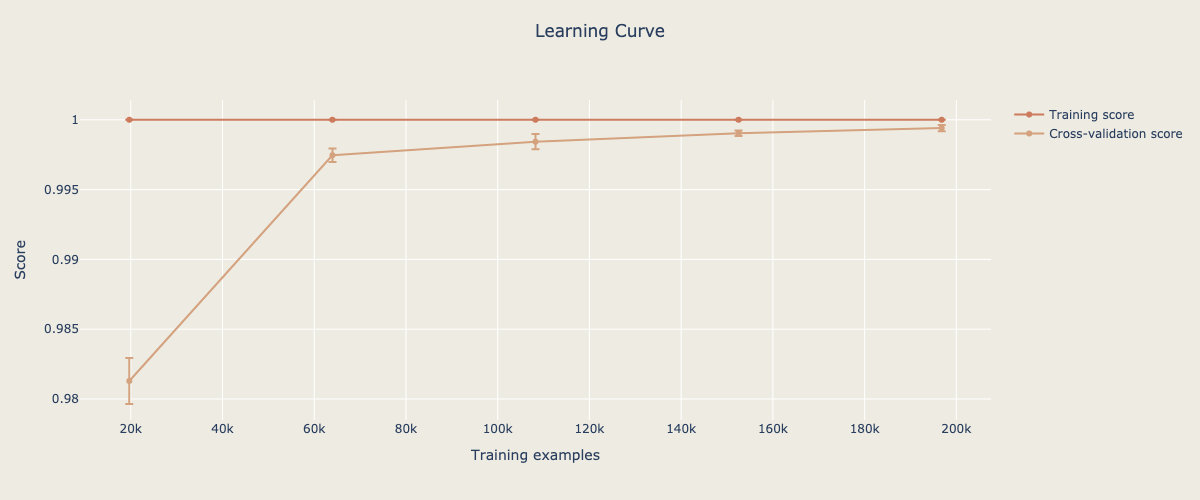 Learning Curve
Training score
Cross-validation score
1
0.995
0.99
0.985
0.98
Score
20k 40k 60k 80k 100k 120k 140k 160k 180k 200k
Training examples